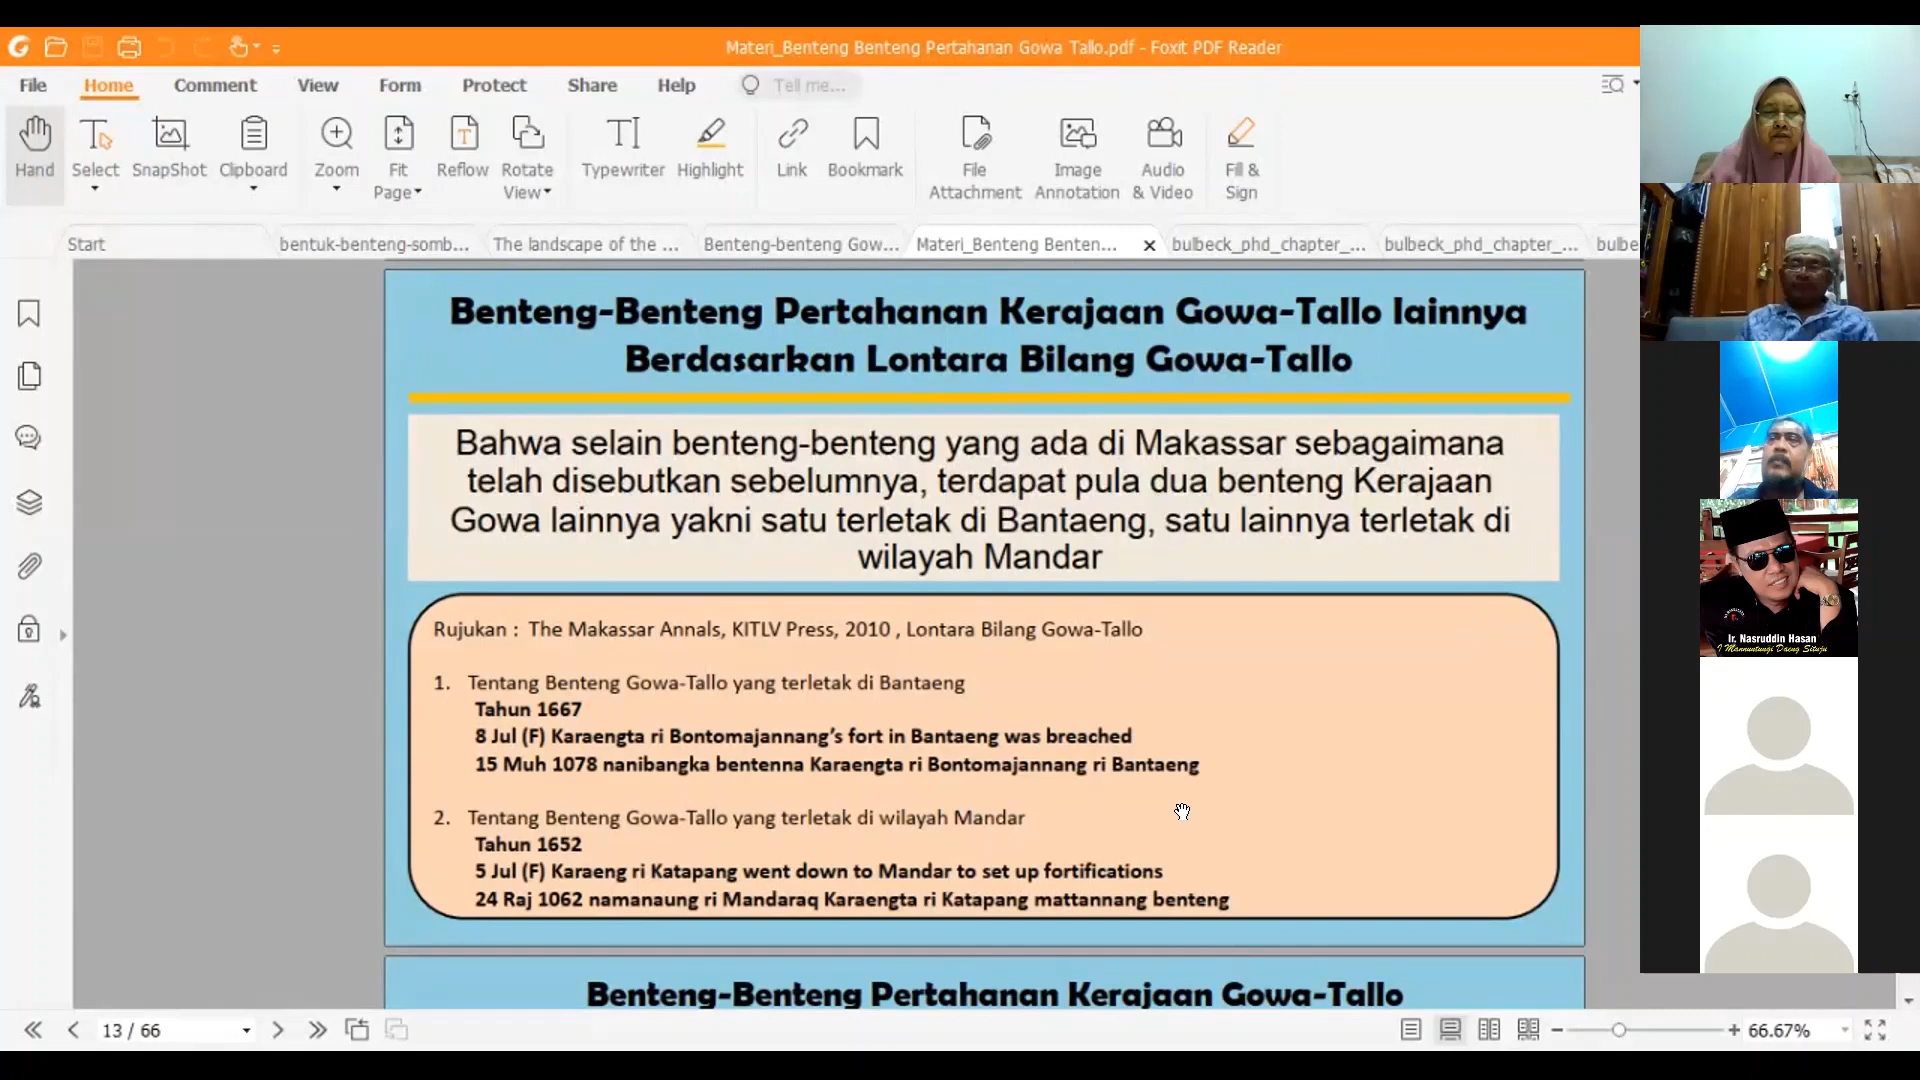 Materi_Benteng Benteng Pertahanan Gowa Tallo.pdf - Foxit PDF Reader
File Home Comment View Form Protect Share Help Tell me...
Hand Select SnapShot Clipboard Zoom Fit Page Reflow Rotate View Typewriter Highlight Link Bookmark File Attachment Image Annotation Audio & Video Fill & Sign
Start bentuk-benteng-somb... The landscape of the ... Benteng-benteng Gow... Materi_Benteng Benten... bulbeck_phd_chapter_... bulbeck_phd_chapter_... bulbe
Benteng-Benteng Pertahanan Kerajaan Gowa-Tallo lainnya
Berdasarkan Lontara Bilang Gowa-Tallo
Bahwa selain benteng-benteng yang ada di Makassar sebagaimana
telah disebutkan sebelumnya, terdapat pula dua benteng Kerajaan
Gowa lainnya yakni satu terletak di Bantaeng, satu lainnya terletak di
wilayah Mandar
Rujukan : The Makassar Annals, KITLV Press, 2010 , Lontara Bilang Gowa-Tallo
1. Tentang Benteng Gowa-Tallo yang terletak di Bantaeng
Tahun 1667
8 Jul (F) Karaengta ri Bontomajannang's fort in Bantaeng was breached
15 Muh 1078 nanibangka bentenna Karaengta ri Bontomajannang ri Bantaeng
2. Tentang Benteng Gowa-Tallo yang terletak di wilayah Mandar
Tahun 1652
5 Jul (F) Karaeng ri Katapang went down to Mandar to set up fortifications
24 Raj 1062 namanaung ri Mandaraq Karaengta ri Katapang mattannang benteng
Benteng-Benteng Pertahanan Kerajaan Gowa-Tallo
13 / 66
66.67%
Ir. Nasruddin Hasan
I Mannuntungi Daeng Situju